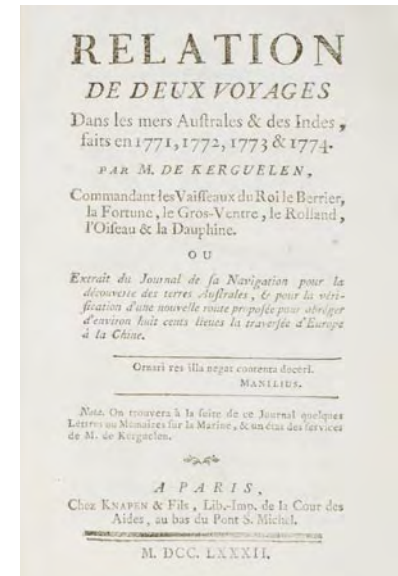 RELATION
DE DEUX VOYAGES
Dans les mers Auſtrales & des Indes,
faits en 1771, 1772, 1773 & 1774.
PAR M. DE KERGUELEN,
Commandant les Vaiſſeaux du Roi le Berrier,
la Fortune, le Gros-Ventre, le Rolland,
l'Oiſeau & la Dauphine.
OU
Extrait du Journal de ſa Navigation pour la
découverte des terres Auſtrales, & pour la véri-
fication d'une nouvelle route propoſée pour abréger
d'environ huit cents lieues la traverſée d'Europe
à la Chine.
Ornari res illa negat contenta doceri.
MANILIUS.
Nota. On trouvera à la ſuite de ce Journal quelques
Lettres ou Mémoires ſur la Marine, & un état des ſervices
de M. de Kerguelen.
A PARIS,
Chez KNAPEN & Fils, Lib.-Imp. de la Cour des
Aides, au bas du Pont S. Michel.
M. DCC. LXXXII.